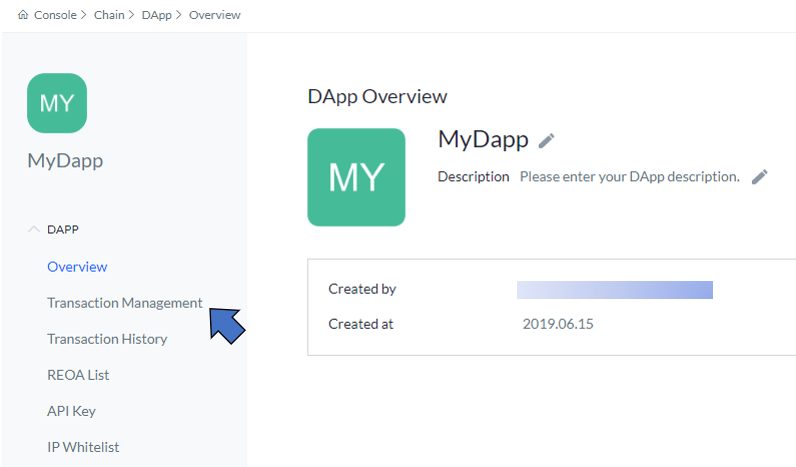 Console > Chain > DApp > Overview
MY
MyDapp
DAPP
Overview
Transaction Management
Transaction History
REOA List
API Key
IP Whitelist
DApp Overview
MY
MyDapp
Description Please enter your DApp description.
Created by
Created at 2019.06.15